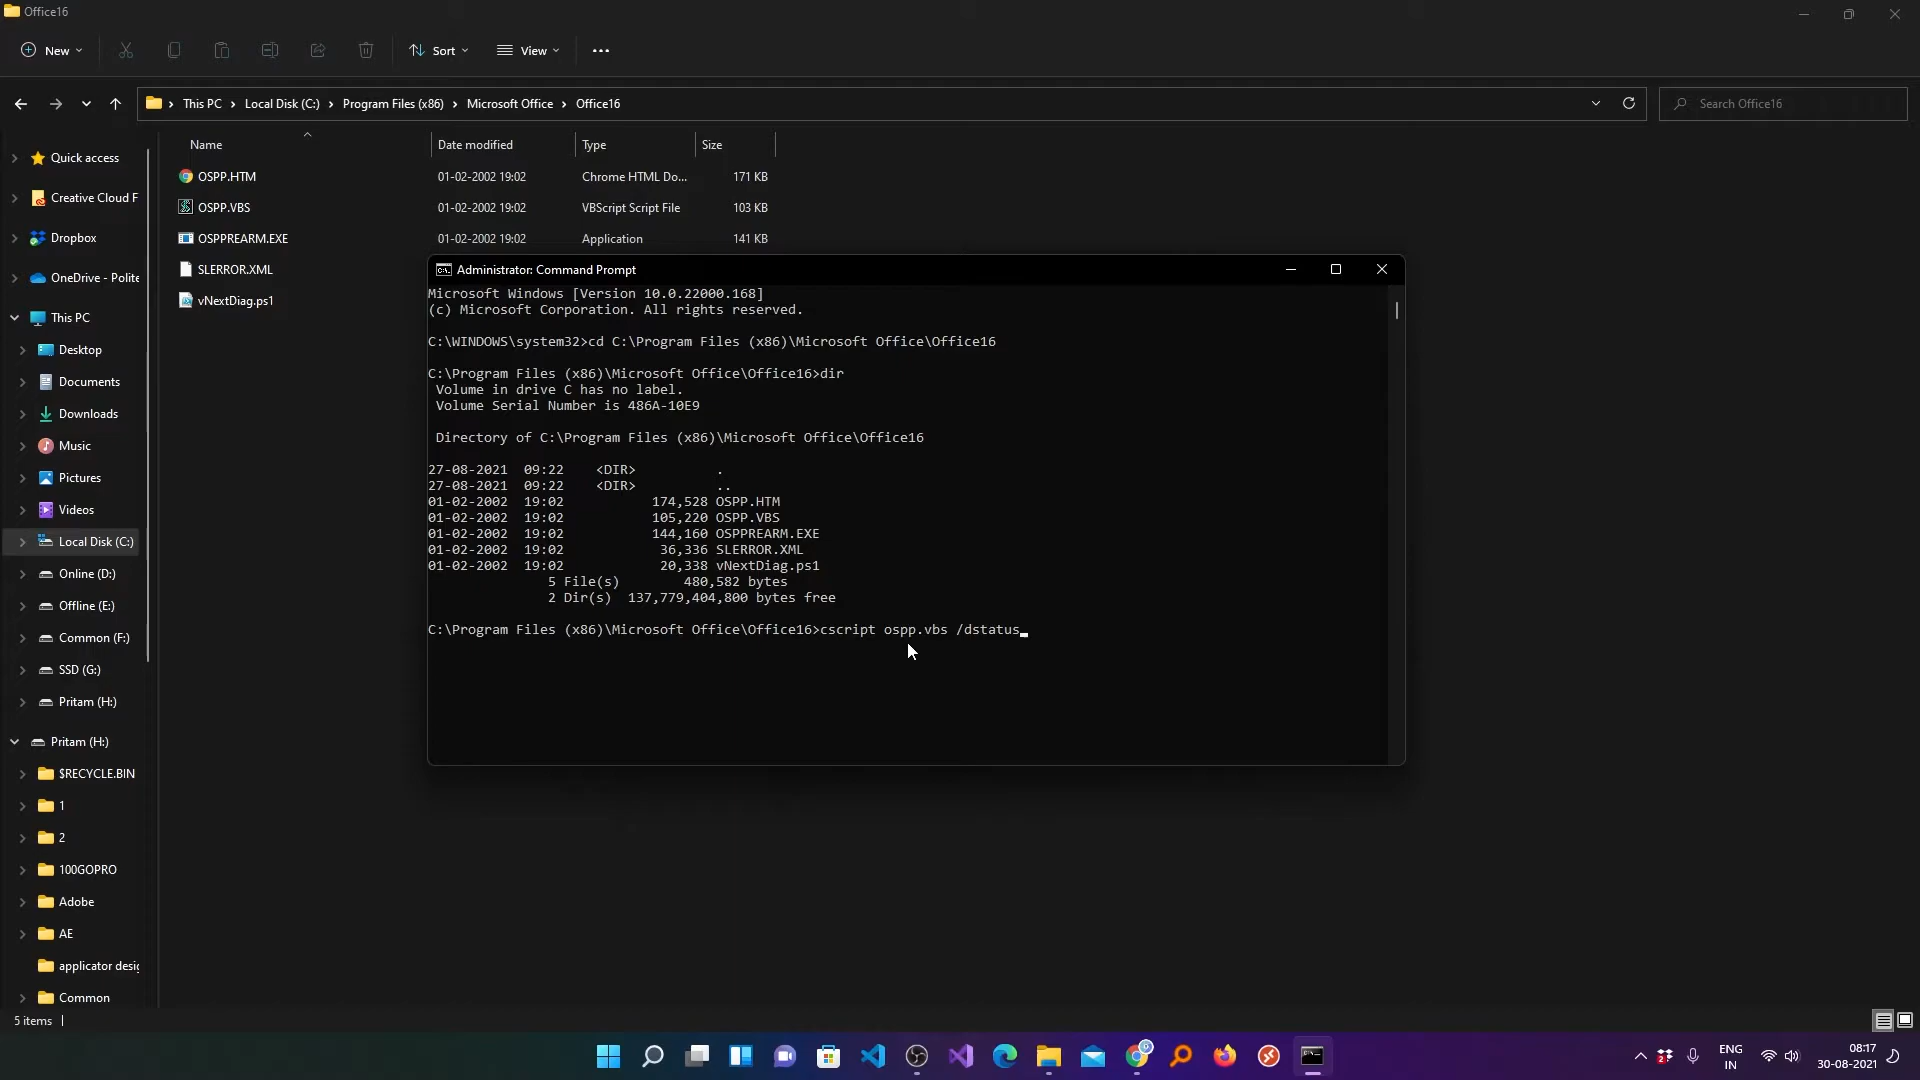 Office16
New
Sort
View
This PC
Local Disk (C:)
Program Files (x86)
Microsoft Office
Office16
Search Office16
Name
Date modified
Type
Size
OSPP.HTM
01-02-2002 19:02
Chrome HTML Do...
171 KB
OSPP.VBS
01-02-2002 19:02
VBScript Script File
103 KB
OSPPREARM.EXE
01-02-2002 19:02
Application
141 KB
SLERROR.XML
vNextDiag.ps1
Quick access
Creative Cloud F
Dropbox
OneDrive - Polite
This PC
Desktop
Documents
Downloads
Music
Pictures
Videos
Local Disk (C:)
Online (D:)
Offline (E:)
Common (F:)
SSD (G:)
Pritam (H:)
Pritam (H:)
$RECYCLE.BIN
1
2
100GOPRO
Adobe
AE
applicator desig
Common
5 items
Administrator: Command Prompt
Microsoft Windows [Version 10.0.22000.168]
(c) Microsoft Corporation. All rights reserved.
C:\WINDOWS\system32>cd C:\Program Files (x86)\Microsoft Office\Office16
C:\Program Files (x86)\Microsoft Office\Office16>dir
Volume in drive C has no label.
Volume Serial Number is 486A-10E9
Directory of C:\Program Files (x86)\Microsoft Office\Office16
27-08-2021 09:22 <DIR> .
27-08-2021 09:22 <DIR> ..
01-02-2002 19:02 174,528 OSPP.HTM
01-02-2002 19:02 105,220 OSPP.VBS
01-02-2002 19:02 144,160 OSPPREARM.EXE
01-02-2002 19:02 36,336 SLERROR.XML
01-02-2002 19:02 20,338 vNextDiag.ps1
5 File(s) 480,582 bytes
2 Dir(s) 137,779,404,800 bytes free
C:\Program Files (x86)\Microsoft Office\Office16>cscript ospp.vbs /dstatus
ENG
IN
08:17
30-08-2021